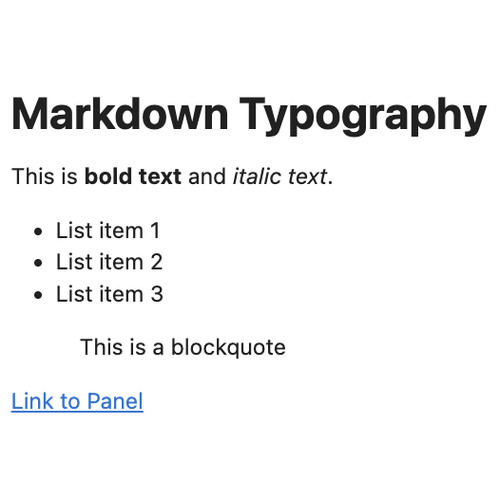 Markdown Typography
This is bold text and italic text.
List item 1
List item 2
List item 3
This is a blockquote
Link to Panel